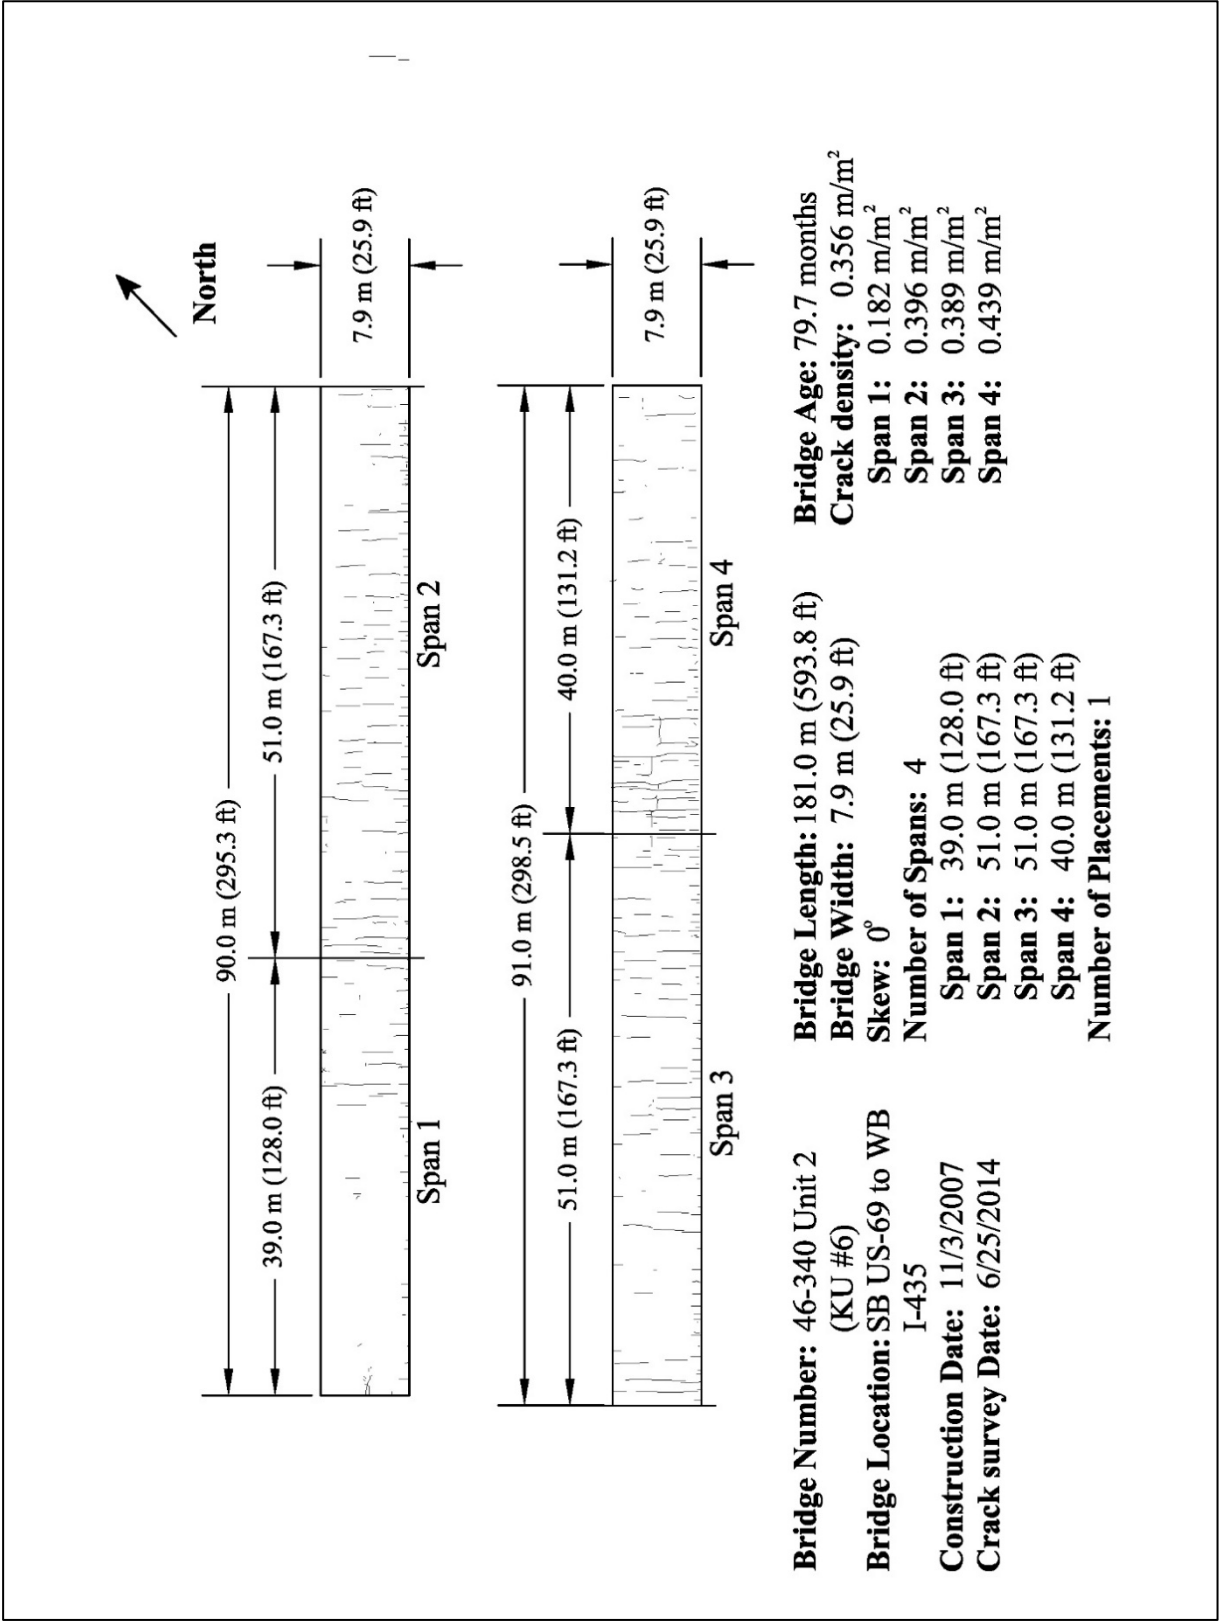 North
90.0 m (295.3 ft)
39.0 m (128.0 ft)
51.0 m (167.3 ft)
7.9 m (25.9 ft)
Span 1
Span 2
91.0 m (298.5 ft)
51.0 m (167.3 ft)
40.0 m (131.2 ft)
7.9 m (25.9 ft)
Span 3
Span 4
Bridge Number: 46-340 Unit 2
(KU #6)
Bridge Location: SB US-69 to WB
I-435
Construction Date: 11/3/2007
Crack survey Date: 6/25/2014
Bridge Length: 181.0 m (593.8 ft)
Bridge Width: 7.9 m (25.9 ft)
Skew: 0°
Number of Spans: 4
Span 1: 39.0 m (128.0 ft)
Span 2: 51.0 m (167.3 ft)
Span 3: 51.0 m (167.3 ft)
Span 4: 40.0 m (131.2 ft)
Number of Placements: 1
Bridge Age: 79.7 months
Crack density: 0.356 m/m²
Span 1: 0.182 m/m²
Span 2: 0.396 m/m²
Span 3: 0.389 m/m²
Span 4: 0.439 m/m²